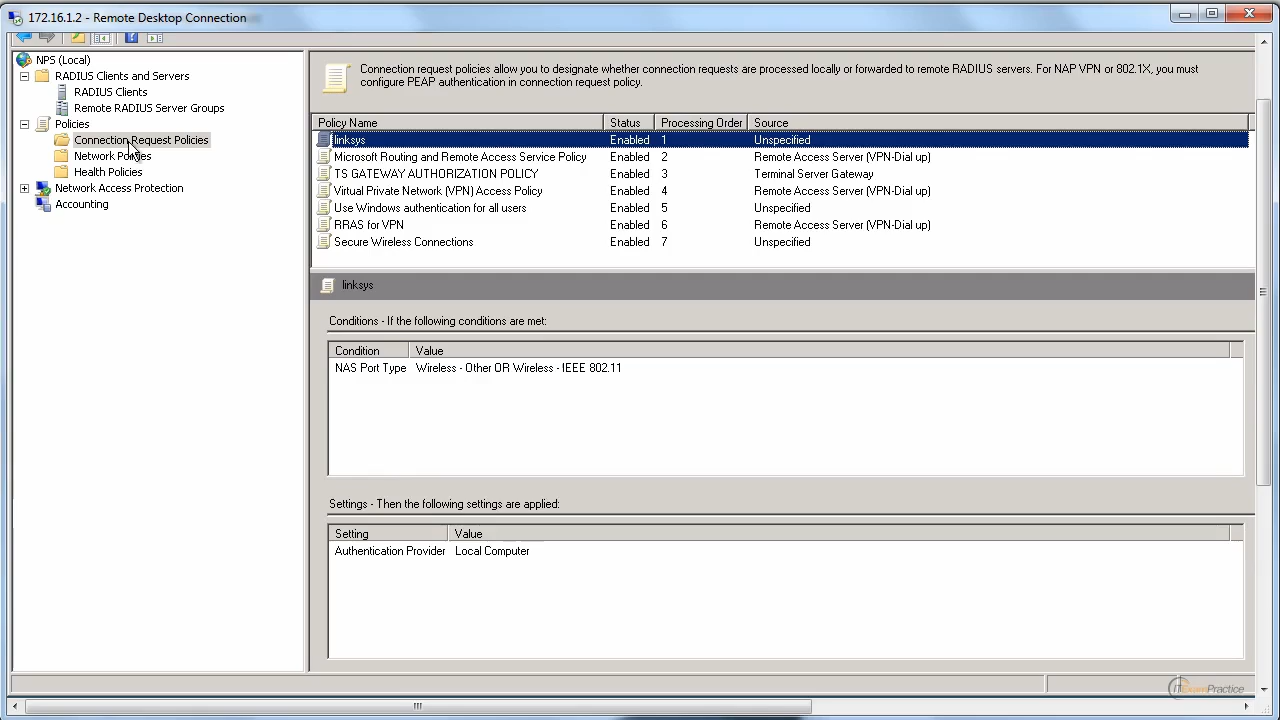 172.16.1.2 - Remote Desktop Connection
NPS (Local)
RADIUS Clients and Servers
RADIUS Clients
Remote RADIUS Server Groups
Policies
Connection Request Policies
Network Policies
Health Policies
Network Access Protection
Accounting
Connection request policies allow you to designate whether connection requests are processed locally or forwarded to remote RADIUS servers. For NAP VPN or 802.1X, you must
configure PEAP authentication in connection request policy.
Policy Name Status Processing Order Source
linksys Enabled 1 Unspecified
Microsoft Routing and Remote Access Service Policy Enabled 2 Remote Access Server (VPN-Dial up)
TS GATEWAY AUTHORIZATION POLICY Enabled 3 Terminal Server Gateway
Virtual Private Network (VPN) Access Policy Enabled 4 Remote Access Server (VPN-Dial up)
Use Windows authentication for all users Enabled 5 Unspecified
RRAS for VPN Enabled 6 Remote Access Server (VPN-Dial up)
Secure Wireless Connections Enabled 7 Unspecified
linksys
Conditions - If the following conditions are met:
Condition Value
NAS Port Type Wireless - Other OR Wireless - IEEE 802.11
Settings - Then the following settings are applied:
Setting Value
Authentication Provider Local Computer
ITExamPractice